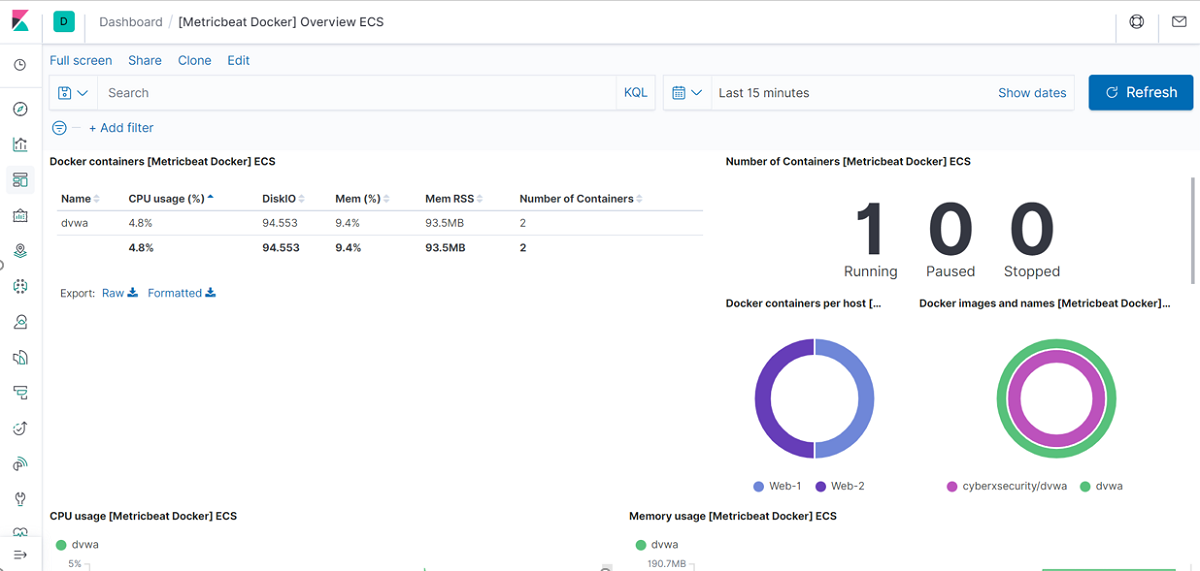 D Dashboard / [Metricbeat Docker] Overview ECS
Full screen Share Clone Edit
Search KQL Last 15 minutes Show dates Refresh
+ Add filter
Docker containers [Metricbeat Docker] ECS
Name CPU usage (%) DiskIO Mem (%) Mem RSS Number of Containers
dvwa 4.8% 94.553 9.4% 93.5MB 2
4.8% 94.553 9.4% 93.5MB 2
Export: Raw Formatted
Number of Containers [Metricbeat Docker] ECS
1 0 0
Running Paused Stopped
Docker containers per host [...
Web-1 Web-2
Docker images and names [Metricbeat Docker]...
cyberxsecurity/dvwa dvwa
CPU usage [Metricbeat Docker] ECS
dvwa
5%
Memory usage [Metricbeat Docker] ECS
dvwa
190.7MB